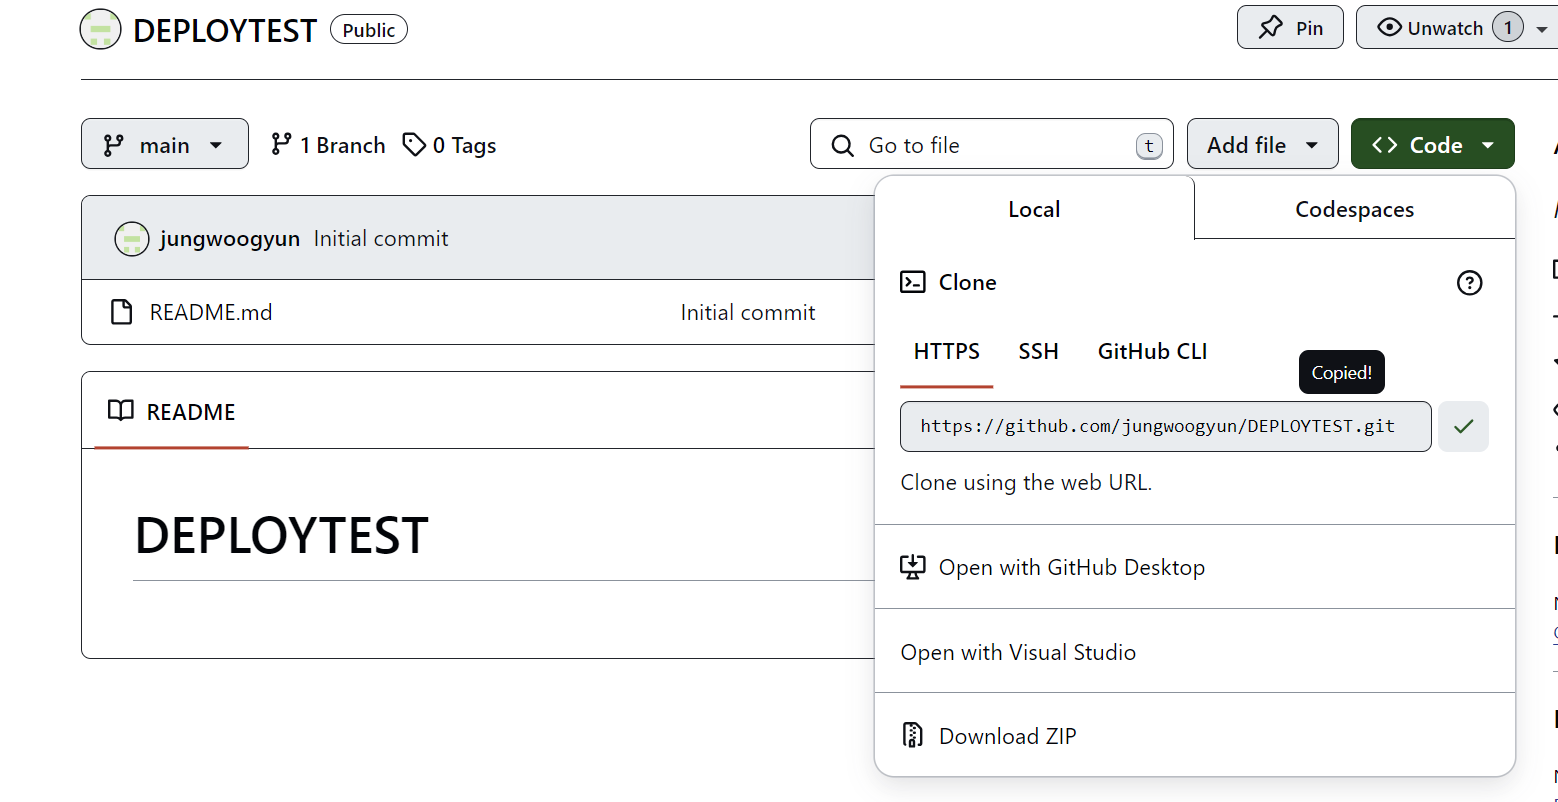 DEPLOYTEST Public Pin Unwatch 1
main 1 Branch 0 Tags Go to file t Add file Code
Local Codespaces
jungwoogyun Initial commit
Clone
README.md Initial commit
HTTPS SSH GitHub CLI
Copied!
README
https://github.com/jungwoogyun/DEPLOYTEST.git
Clone using the web URL.
DEPLOYTEST
Open with GitHub Desktop
Open with Visual Studio
Download ZIP